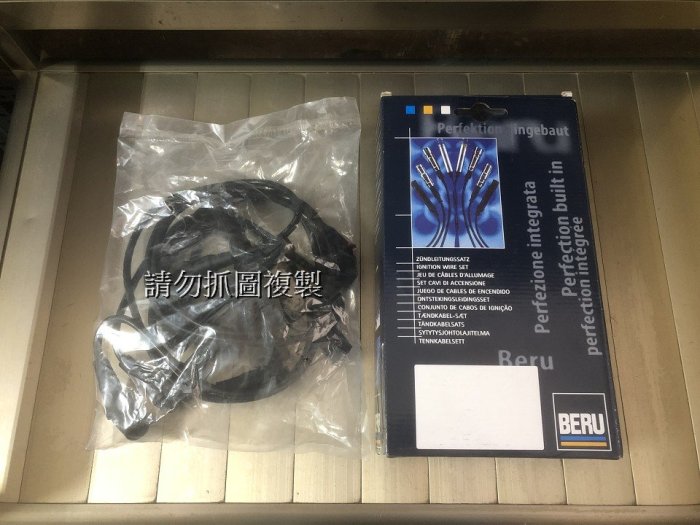 請勿抓圖複製
Beru
Perfektion eingebaut
Perfezione integrata
Perfection built in
perfection intégrée
ZÜNDLEITUNGSSATZ
IGNITION WIRE SET
JEU DE CÂBLES D'ALLUMAGE
SET CAVI DI ACCENSIONE
JUEGO DE CABLES DE ENCENDIDO
ONTSTEKINGSLEIDINGSSET
CONJUNTO DE CABOS DE IGNIÇÃO
TÆNDKABEL-SÆT
TÄNDKABELSATS
SYTYTYSJOHTOLAJITELMA
TENNKABELSETT
Beru
BERU